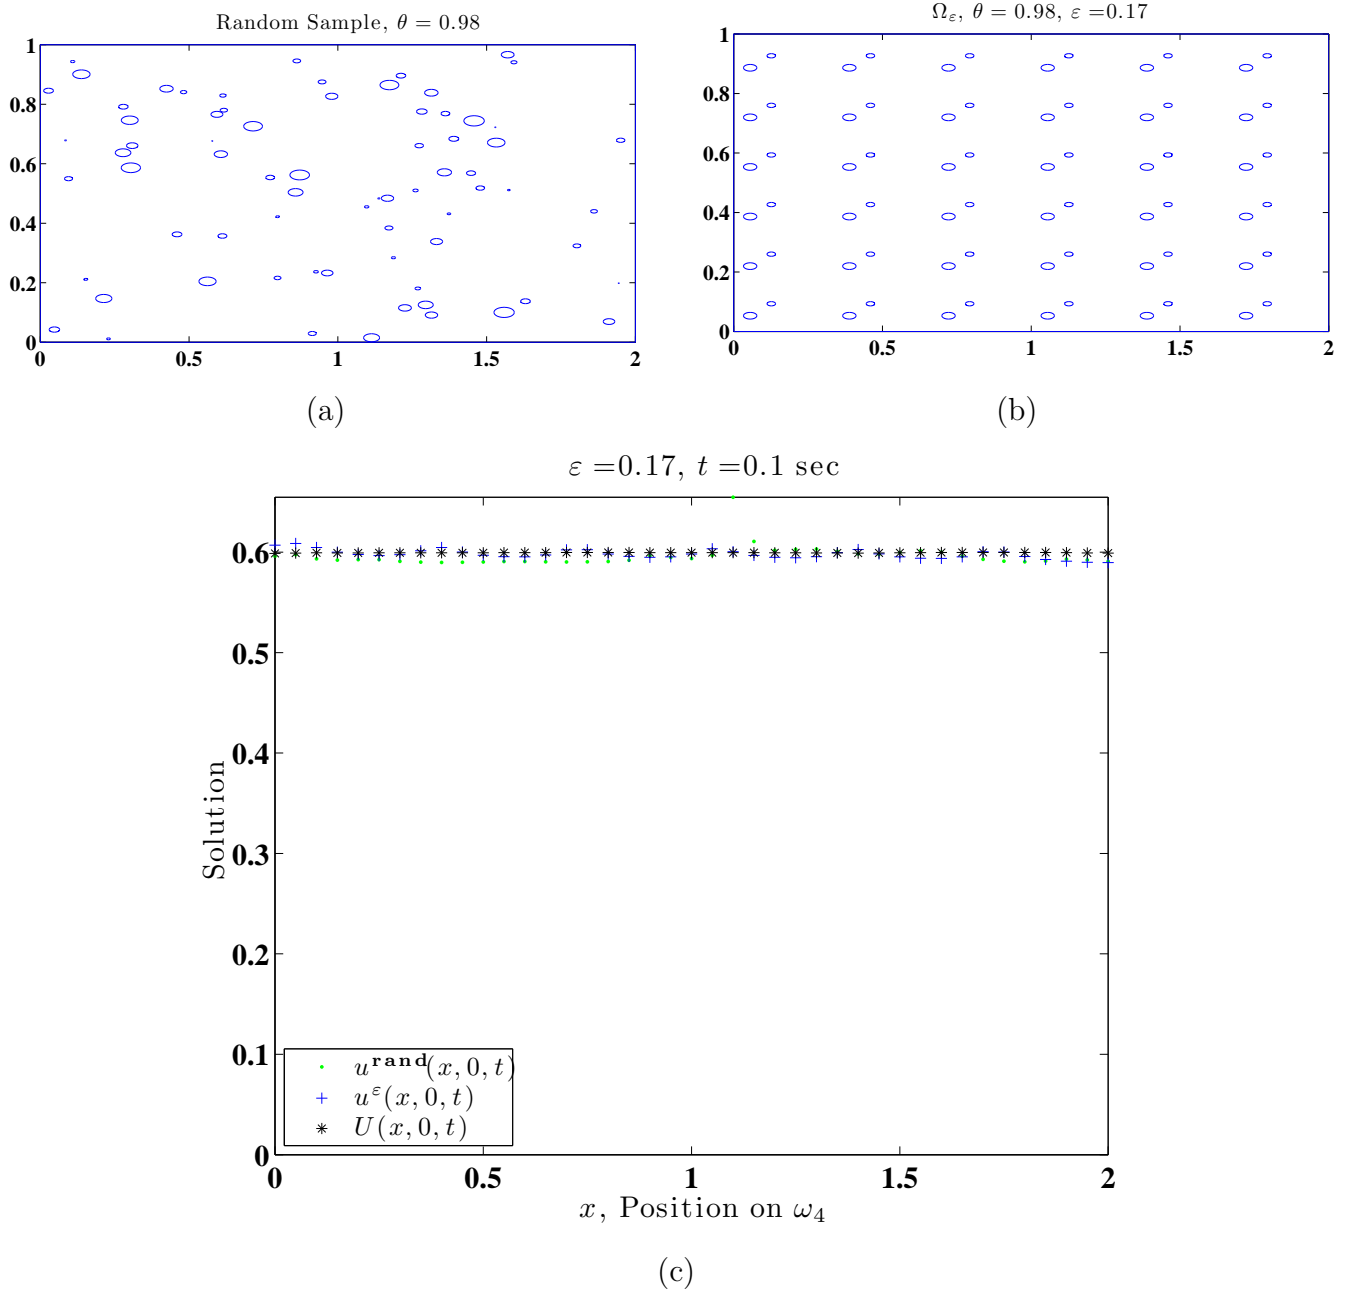 Random Sample, θ = 0.98
1
0.8
0.6
0.4
0.2
0
0 0.5 1 1.5 2
(a)
Ω_ε, θ = 0.98, ε =0.17
1
0.8
0.6
0.4
0.2
0
0 0.5 1 1.5 2
(b)
ε =0.17, t =0.1 sec
0.6
0.5
0.4
0.3
0.2
0.1
0
Solution
u^rand(x, 0, t)
u^ε(x, 0, t)
U(x, 0, t)
0 0.5 1 1.5 2
x, Position on ω_4
(c)